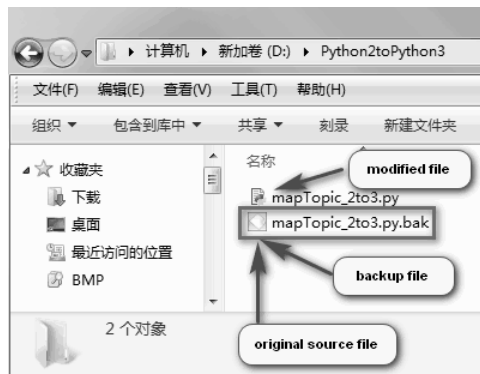 计算机 新加卷 (D:) Python2toPython3
文件(F) 编辑(E) 查看(V) 工具(T) 帮助(H)
组织 包含到库中 共享 刻录 新建文件夹
收藏夹
下载
桌面
最近访问的位置
BMP
名称
modified file
mapTopic_2to3.py
mapTopic_2to3.py.bak
backup file
2 个对象
original source file